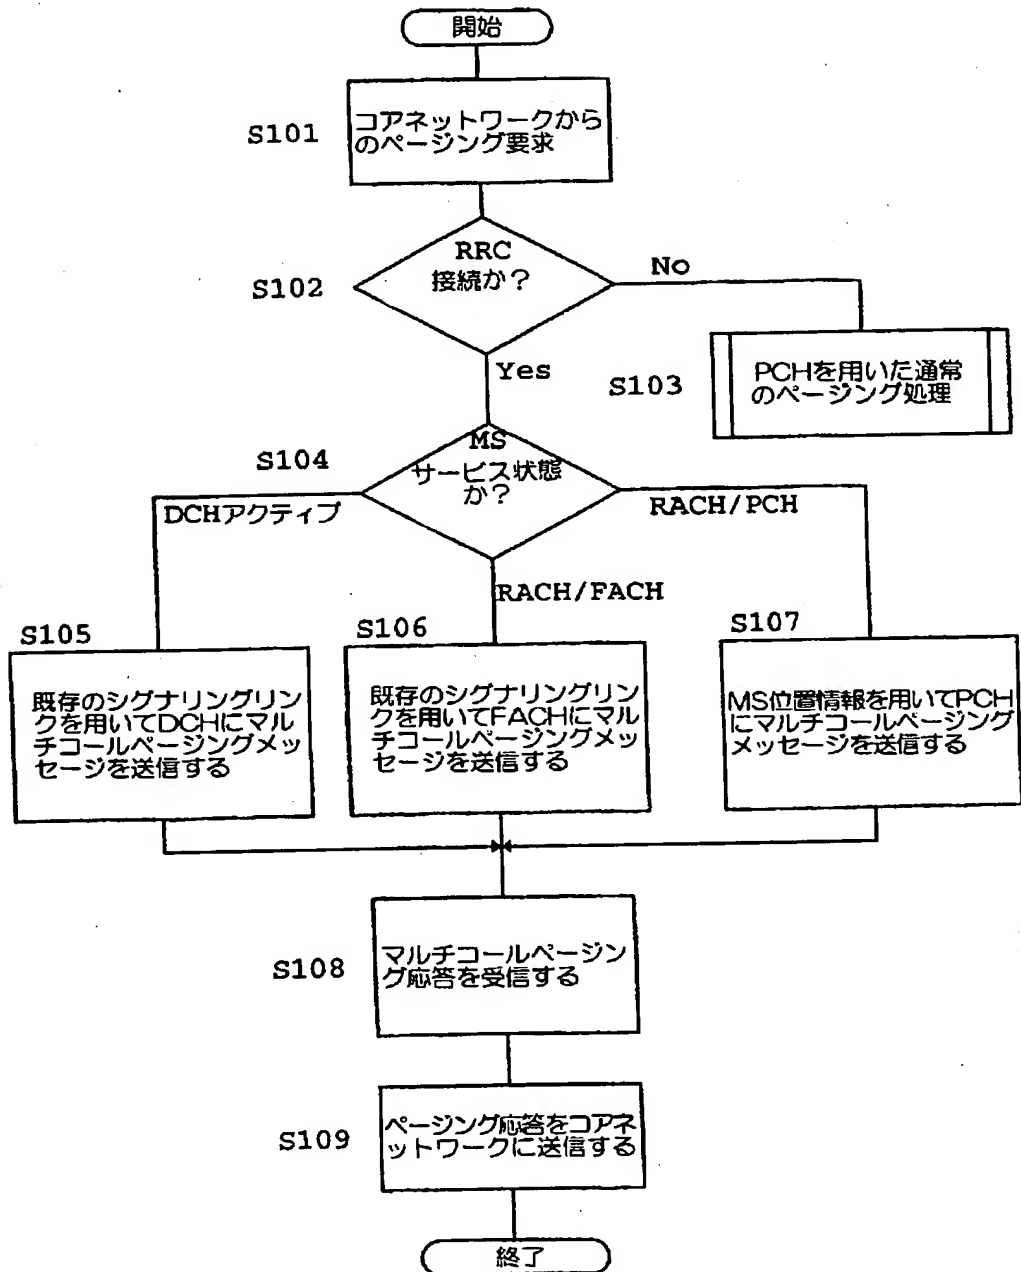 開始
S101
コアネットワークから
のページング要求
RRC
接続か?
S102
No
Yes
S103
PCHを用いた通常
のページング処理
S104
MS
サービス状態
か?
DCHアクティブ
RACH/PCH
RACH/FACH
S105
既存のシグナリングリン
クを用いてDCHにマル
チコールページングメッ
セージを送信する
S106
既存のシグナリングリン
クを用いてFACHにマル
チコールページングメッ
セージを送信する
S107
MS位置情報を用いてPCH
にマルチコールページング
メッセージを送信する
S108
マルチコールページン
グ応答を受信する
S109
ページング応答をコアネ
ットワークに送信する
終了